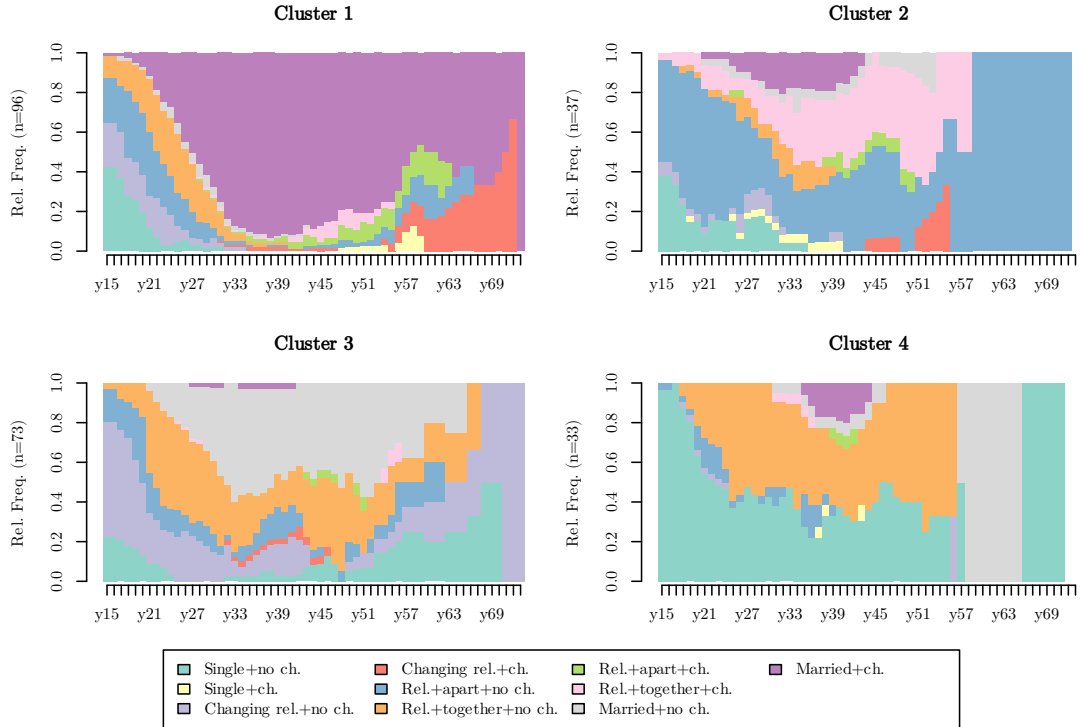 Cluster 1
Cluster 2
Rel. Freq. (n=96)
0.0 0.2 0.4 0.6 0.8 1.0
y15 y21 y27 y33 y39 y45 y51 y57 y63 y69
Rel. Freq. (n=37)
0.0 0.2 0.4 0.6 0.8 1.0
y15 y21 y27 y33 y39 y45 y51 y57 y63 y69
Cluster 3
Cluster 4
Rel. Freq. (n=73)
0.0 0.2 0.4 0.6 0.8 1.0
y15 y21 y27 y33 y39 y45 y51 y57 y63 y69
Rel. Freq. (n=33)
0.0 0.2 0.4 0.6 0.8 1.0
y15 y21 y27 y33 y39 y45 y51 y57 y63 y69
Single+no ch. Changing rel.+ch. Rel.+apart+ch. Married+ch.
Single+ch. Rel.+apart+no ch. Rel.+together+ch.
Changing rel.+no ch. Rel.+together+no ch. Married+no ch.